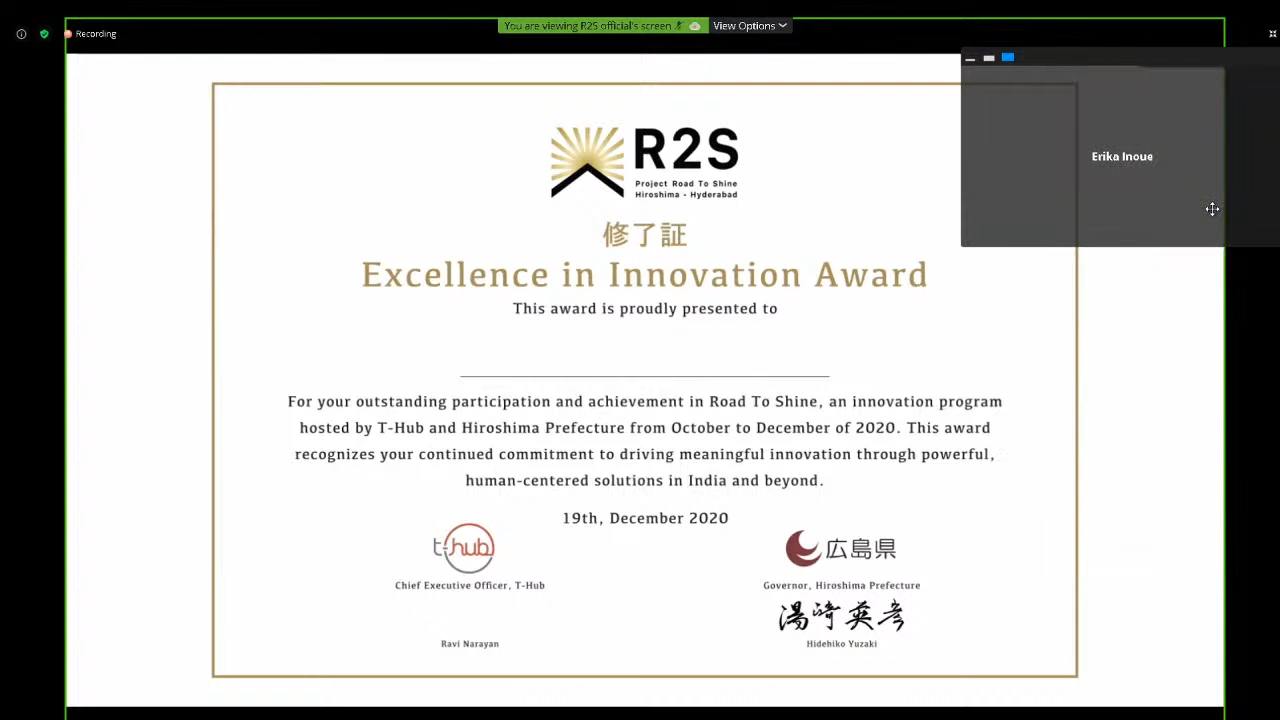 You are viewing R2S official's screen
View Options
Recording
Erika Inoue
R2S
Project Road To Shine
Hiroshima - Hyderabad
修了証
Excellence in Innovation Award
This award is proudly presented to
For your outstanding participation and achievement in Road To Shine, an innovation program
hosted by T-Hub and Hiroshima Prefecture from October to December of 2020. This award
recognizes your continued commitment to driving meaningful innovation through powerful,
human-centered solutions in India and beyond.
19th, December 2020
t-hub
広島県
Chief Executive Officer, T-Hub
Governor, Hiroshima Prefecture
湯崎英彦
Ravi Narayan
Hidehiko Yuzaki